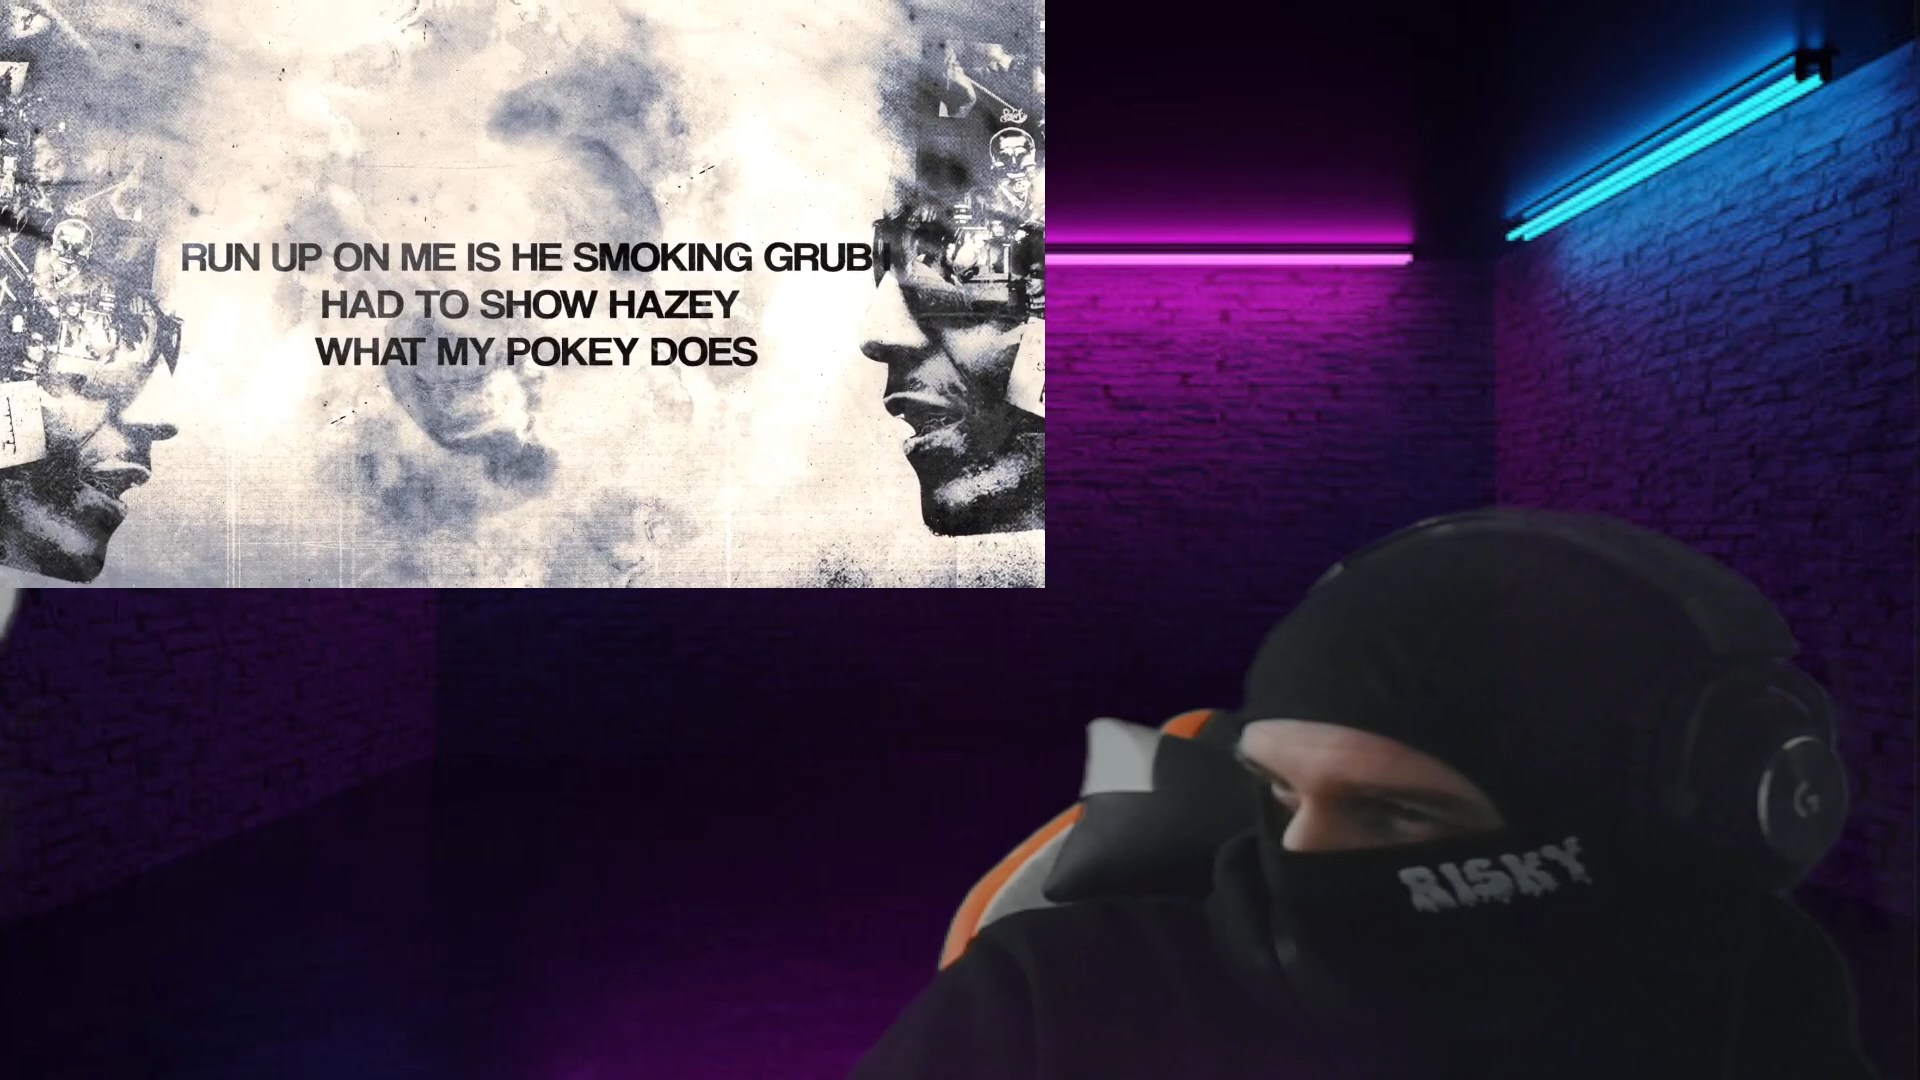 RUN UP ON ME IS HE SMOKING GRUB I
HAD TO SHOW HAZEY
WHAT MY POKEY DOES
RISKY